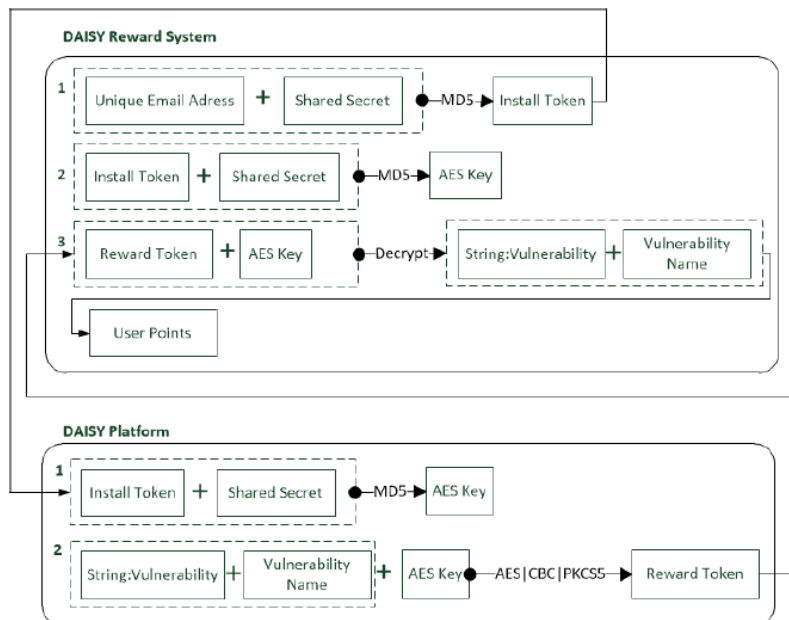 DAISY Reward System
1
Unique Email Adress + Shared Secret MD5 Install Token
2
Install Token + Shared Secret MD5 AES Key
3
Reward Token + AES Key Decrypt String:Vulnerability + Vulnerability
Name
User Points
DAISY Platform
1
Install Token + Shared Secret MD5 AES Key
2
String:Vulnerability + Vulnerability
Name + AES Key AES|CBC|PKCS5 Reward Token